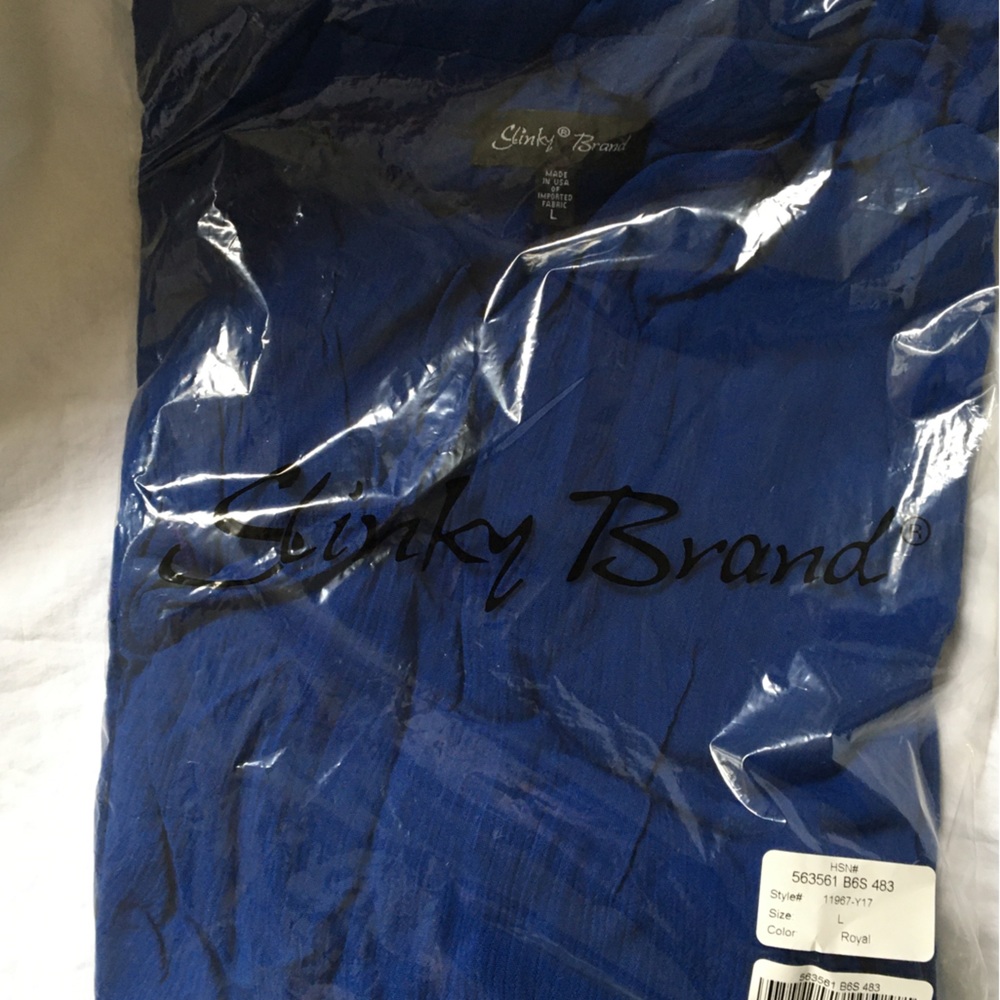 Slinky® Brand
MADE
IN USA
OF
IMPORTED
FABRIC
L
Slinky Brand®
HSN#
563561 B6S 483
Style# 11967-Y17
Size L
Color Royal
563561 B6S 483